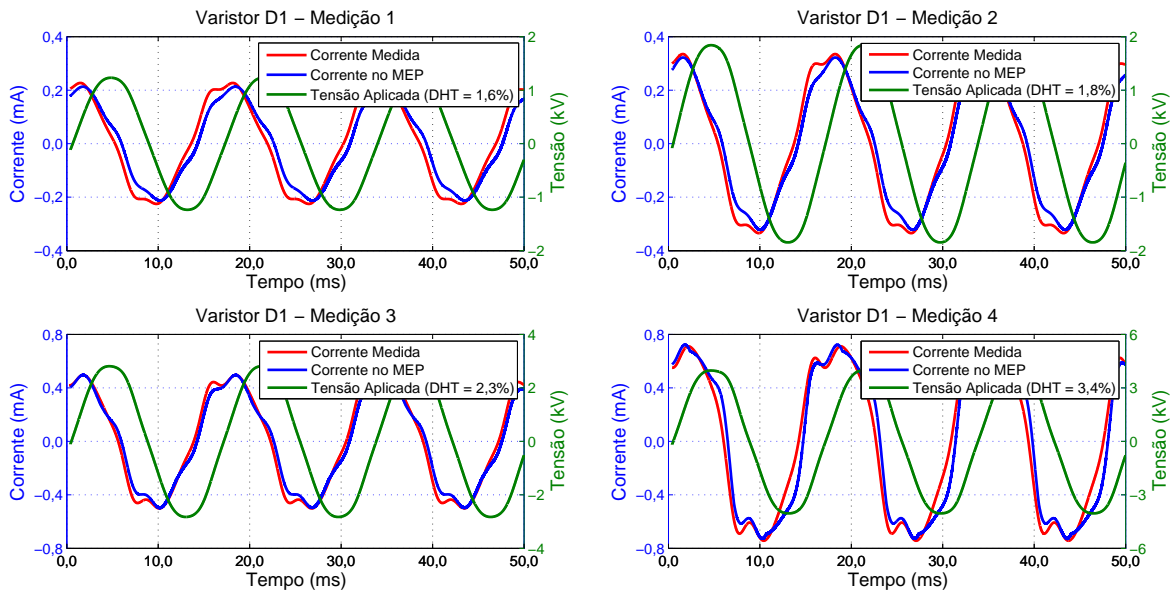 Varistor D1 − Medição 1
Corrente (mA)
0,4
0,2
0,0
−0,2
−0,4
Corrente Medida
Corrente no MEP
Tensão Aplicada (DHT = 1,6%)
2
1
0
−1
−2
Tensão (kV)
0,0 10,0 20,0 30,0 40,0 50,0
Tempo (ms)
Varistor D1 − Medição 2
Corrente (mA)
0,4
0,2
0,0
−0,2
−0,4
Corrente Medida
Corrente no MEP
Tensão Aplicada (DHT = 1,8%)
2
1
0
−1
−2
Tensão (kV)
0,0 10,0 20,0 30,0 40,0 50,0
Tempo (ms)
Varistor D1 − Medição 3
Corrente (mA)
0,8
0,4
0,0
−0,4
−0,8
Corrente Medida
Corrente no MEP
Tensão Aplicada (DHT = 2,3%)
4
2
0
−2
−4
Tensão (kV)
0,0 10,0 20,0 30,0 40,0 50,0
Tempo (ms)
Varistor D1 − Medição 4
Corrente (mA)
0,8
0,4
0,0
−0,4
−0,8
Corrente Medida
Corrente no MEP
Tensão Aplicada (DHT = 3,4%)
6
3
0
−3
−6
Tensão (kV)
0,0 10,0 20,0 30,0 40,0 50,0
Tempo (ms)